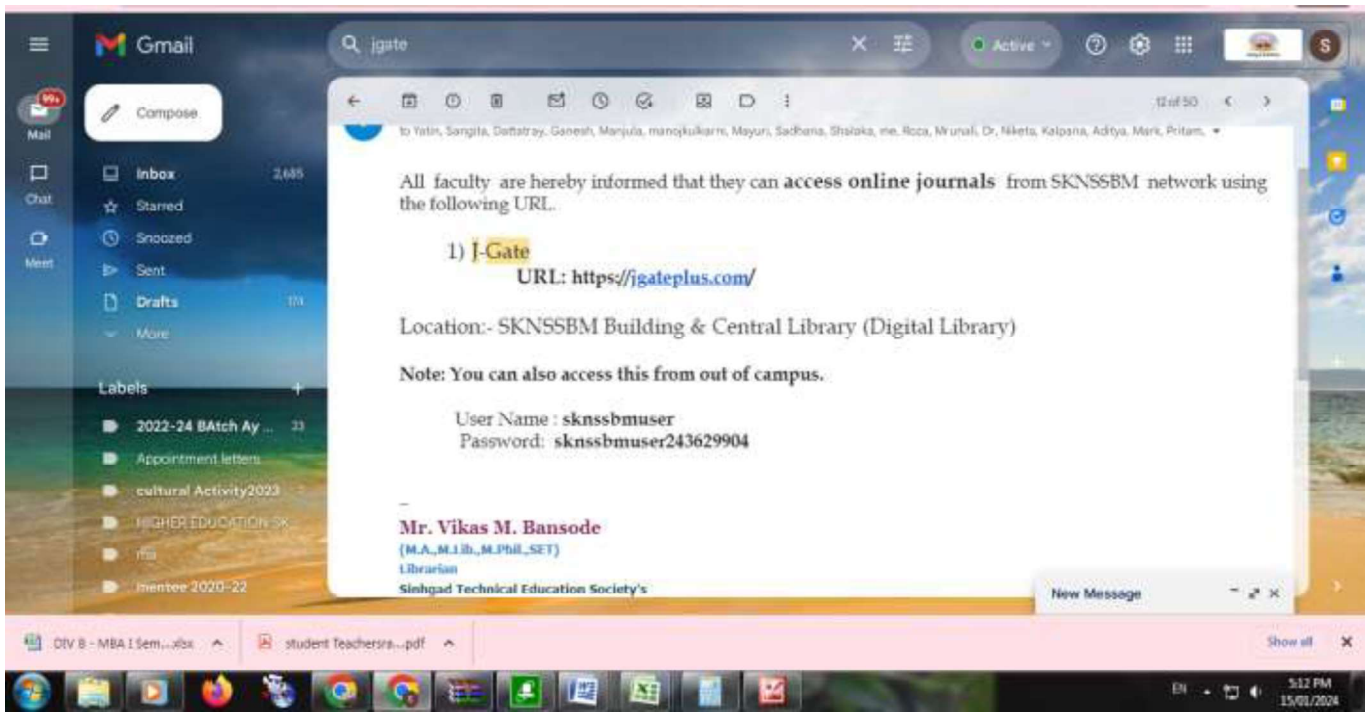 Gmail
jgate
Active
S
99+
Mail
Compose
12 of 50
to Yatin, Sangita, Dattatray, Ganesh, Manjula, manojkulkarni, Mayuri, Sadhana, Shalaka, me, Roza, Mrunali, Dr, Niketa, Kalpana, Aditya, Mark, Pritam,
Chat
Meet
Inbox 2,685
Starred
Snoozed
Sent
Drafts
More
All faculty are hereby informed that they can access online journals from SKNSSBM network using
the following URL.
1) J-Gate
URL: https://jgateplus.com/
Location:- SKNSSBM Building & Central Library (Digital Library)
Note: You can also access this from out of campus.
User Name : sknssbmuser
Password: sknssbmuser243629904
Labels +
2022-24 BAtch Ay ... 33
Appointment letters
cultural Activity2023
HIGHER EDUCATION SK...
mentee 2020-22
–
Mr. Vikas M. Bansode
(M.A.,M.Lib.,M.Phil.,SET)
Librarian
Sinhgad Technical Education Society's
New Message
DIV B - MBA I Sem....xlsx
student Teachersra....pdf
Show all
EN
5:12 PM
15/01/2024